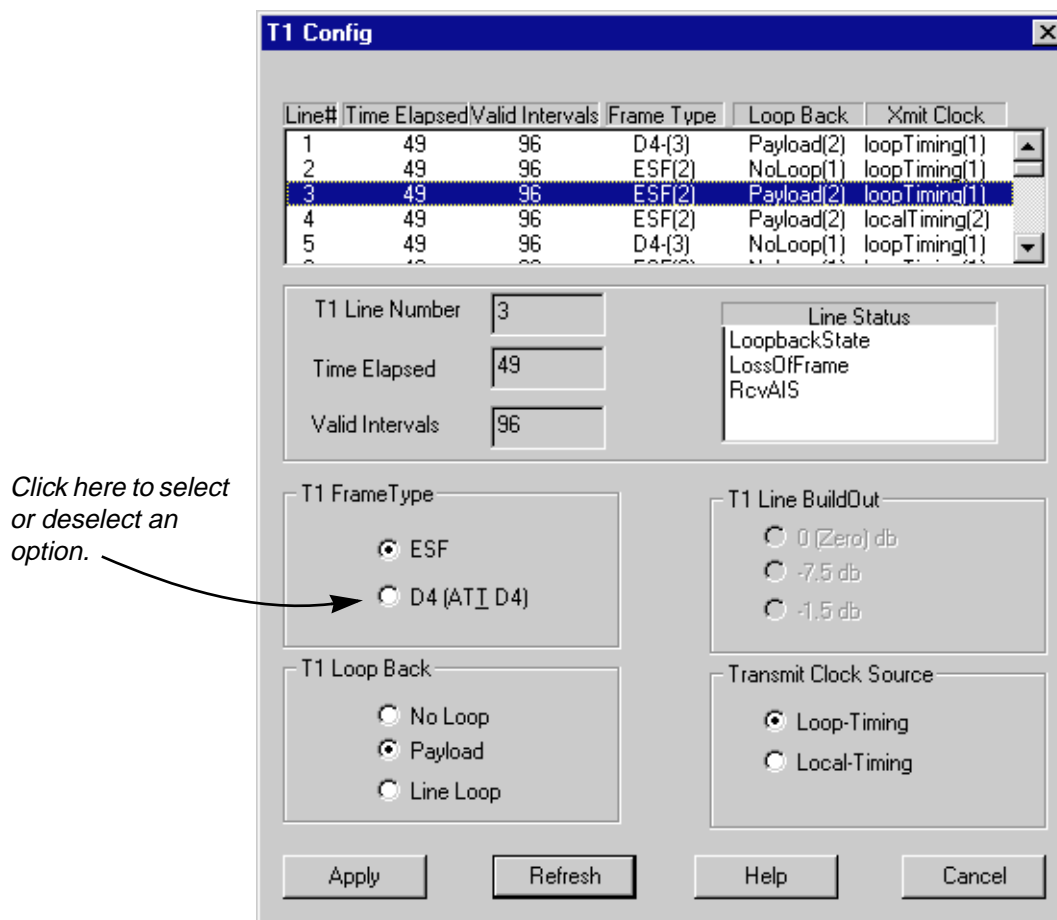 T1 Config
Line# Time Elapsed Valid Intervals Frame Type Loop Back Xmit Clock
1 49 96 D4-(3) Payload(2) loopTiming(1)
2 49 96 ESF(2) NoLoop(1) loopTiming(1)
3 49 96 ESF(2) Payload(2) loopTiming(1)
4 49 96 ESF(2) Payload(2) localTiming(2)
5 49 96 D4-(3) NoLoop(1) loopTiming(1)
T1 Line Number 3
Time Elapsed 49
Valid Intervals 96
Line Status
LoopbackState
LossOfFrame
RcvAIS
Click here to select
or deselect an
option.
T1 FrameType
ESF
D4 (ATT D4)
T1 Line BuildOut
0 (Zero) db
-7.5 db
-1.5 db
T1 Loop Back
No Loop
Payload
Line Loop
Transmit Clock Source
Loop-Timing
Local-Timing
Apply Refresh Help Cancel